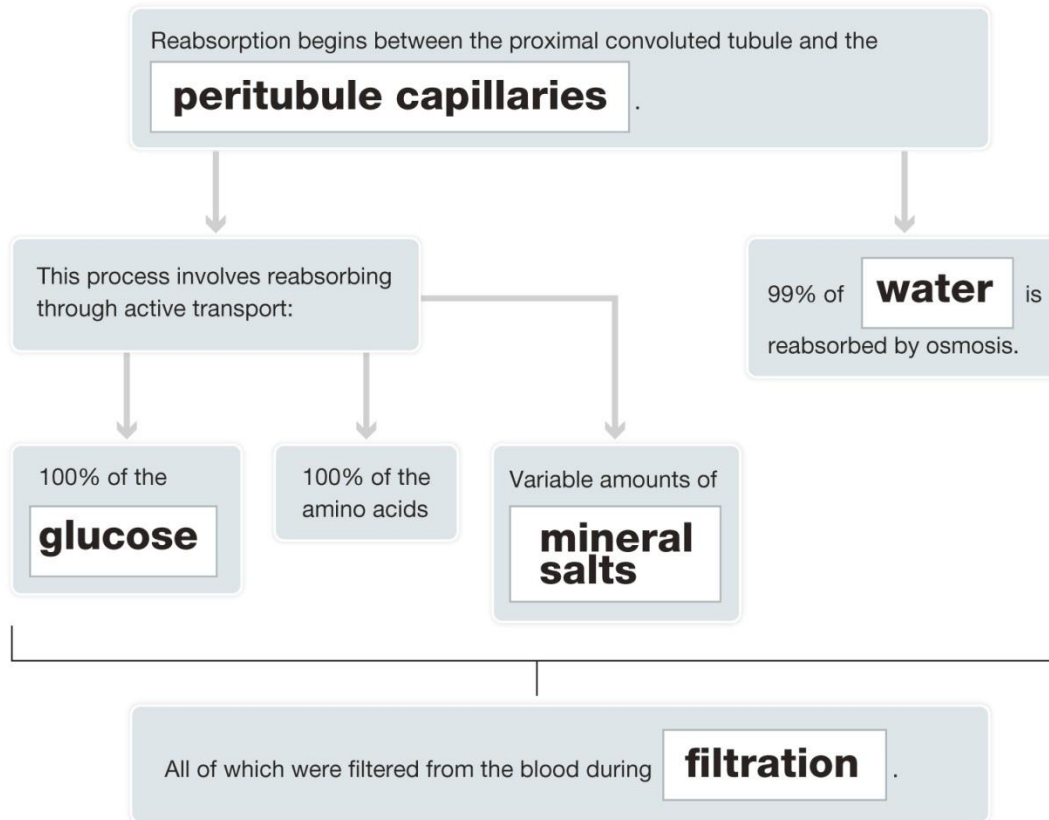 Reabsorption begins between the proximal convoluted tubule and the
peritubule capillaries .
This process involves reabsorbing
through active transport:
99% of water is
reabsorbed by osmosis.
100% of the
glucose
100% of the
amino acids
Variable amounts of
mineral
salts
All of which were filtered from the blood during filtration .